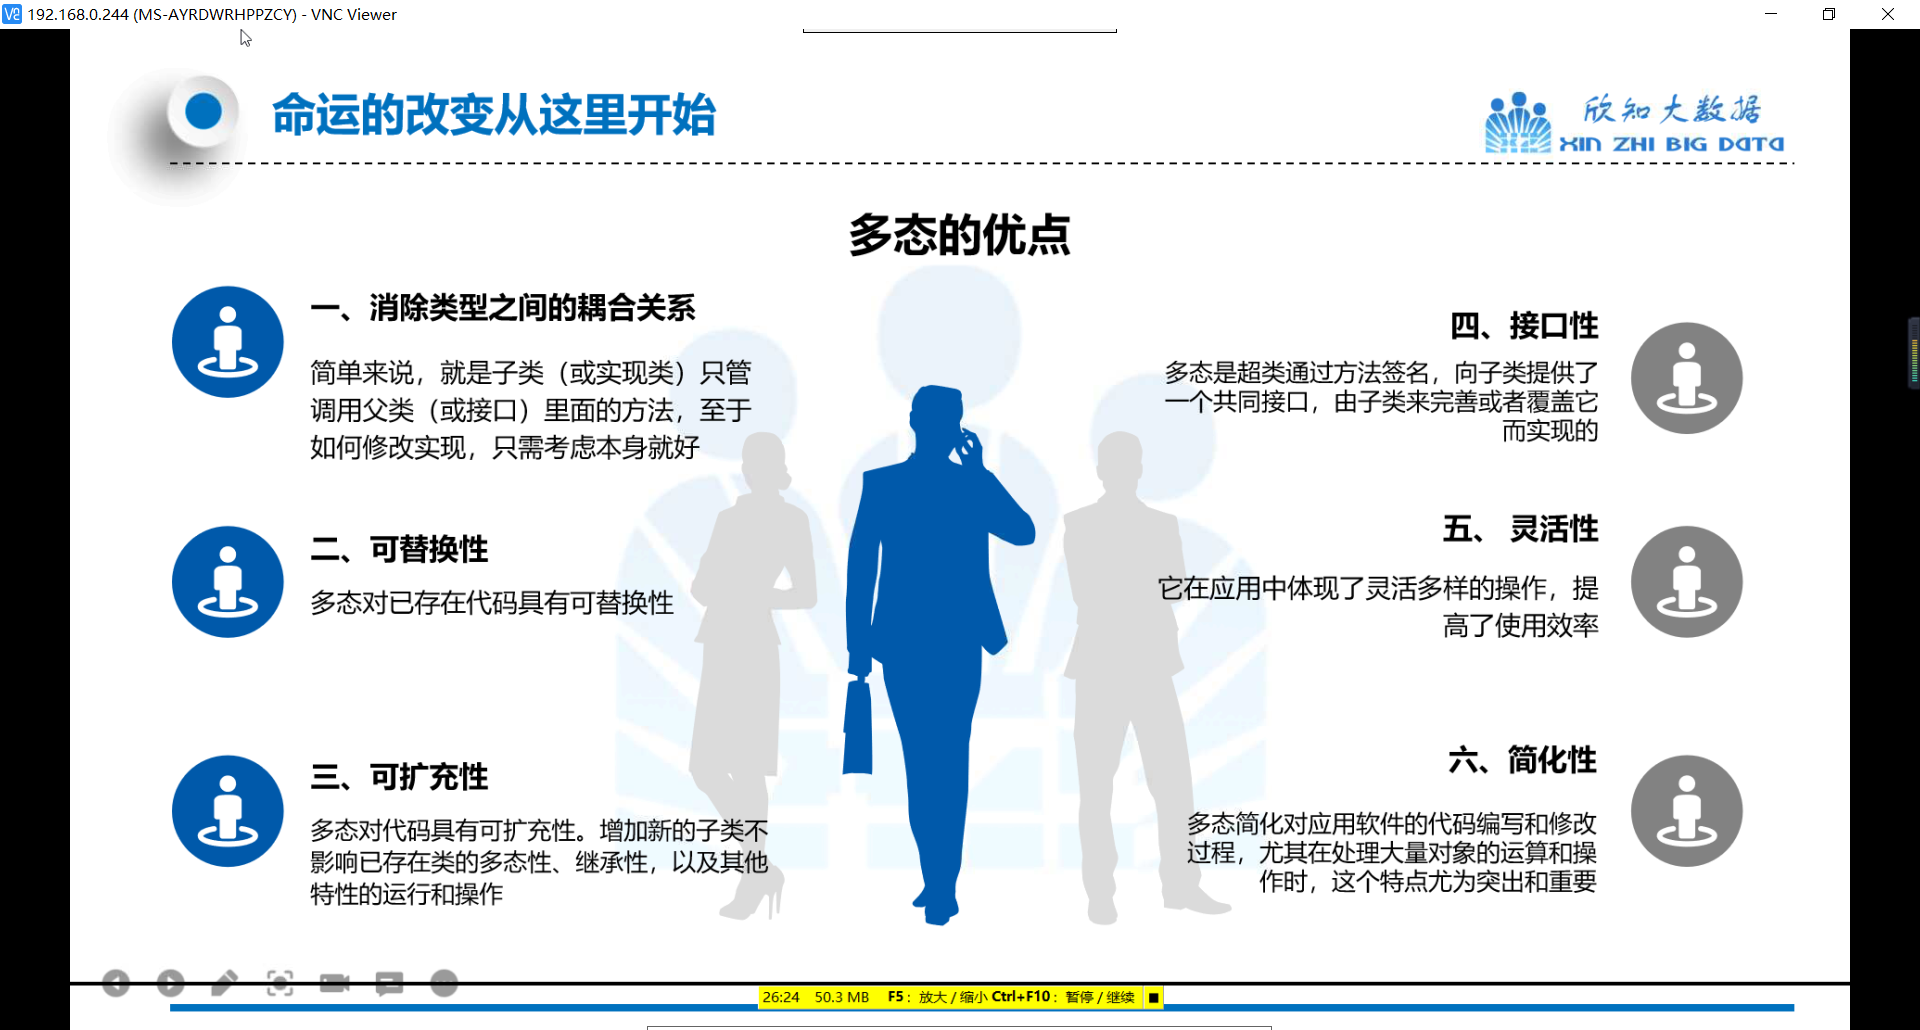 192.168.0.244 (MS-AYRDWRHPPZCY) - VNC Viewer
命运的改变从这里开始
欣知大数据
XIN ZHI BIG DATA
多态的优点
一、消除类型之间的耦合关系
简单来说，就是子类（或实现类）只管
调用父类（或接口）里面的方法，至于
如何修改实现，只需考虑本身就好
二、可替换性
多态对已存在代码具有可替换性
三、可扩充性
多态对代码具有可扩充性。增加新的子类不
影响已存在类的多态性、继承性，以及其他
特性的运行和操作
四、接口性
多态是超类通过方法签名，向子类提供了
一个共同接口，由子类来完善或者覆盖它
而实现的
五、 灵活性
它在应用中体现了灵活多样的操作，提
高了使用效率
六、简化性
多态简化对应用软件的代码编写和修改
过程，尤其在处理大量对象的运算和操
作时，这个特点尤为突出和重要
26:24 50.3 MB F5：放大 / 缩小 Ctrl+F10：暂停 / 继续